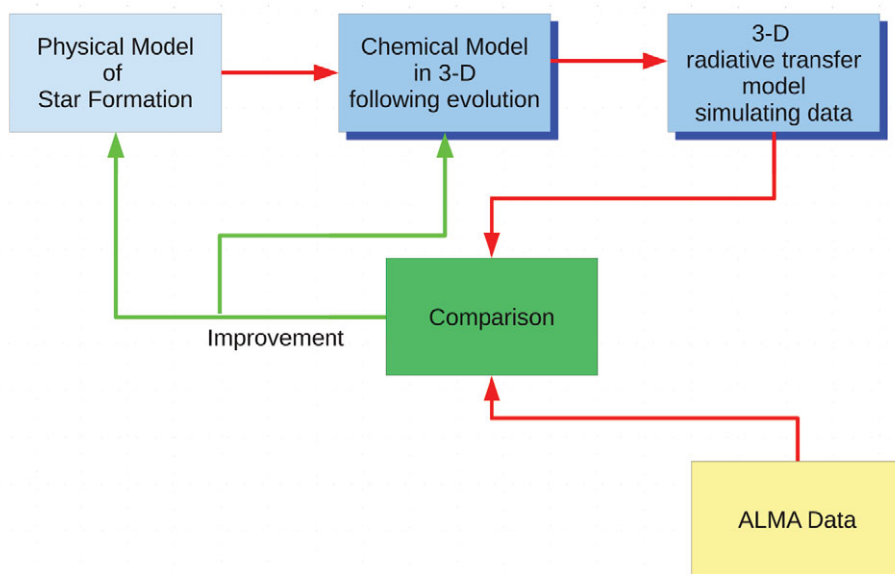 Physical Model
of
Star Formation
Chemical Model
in 3-D
following evolution
3-D
radiative transfer
model
simulating data
Comparison
Improvement
ALMA Data